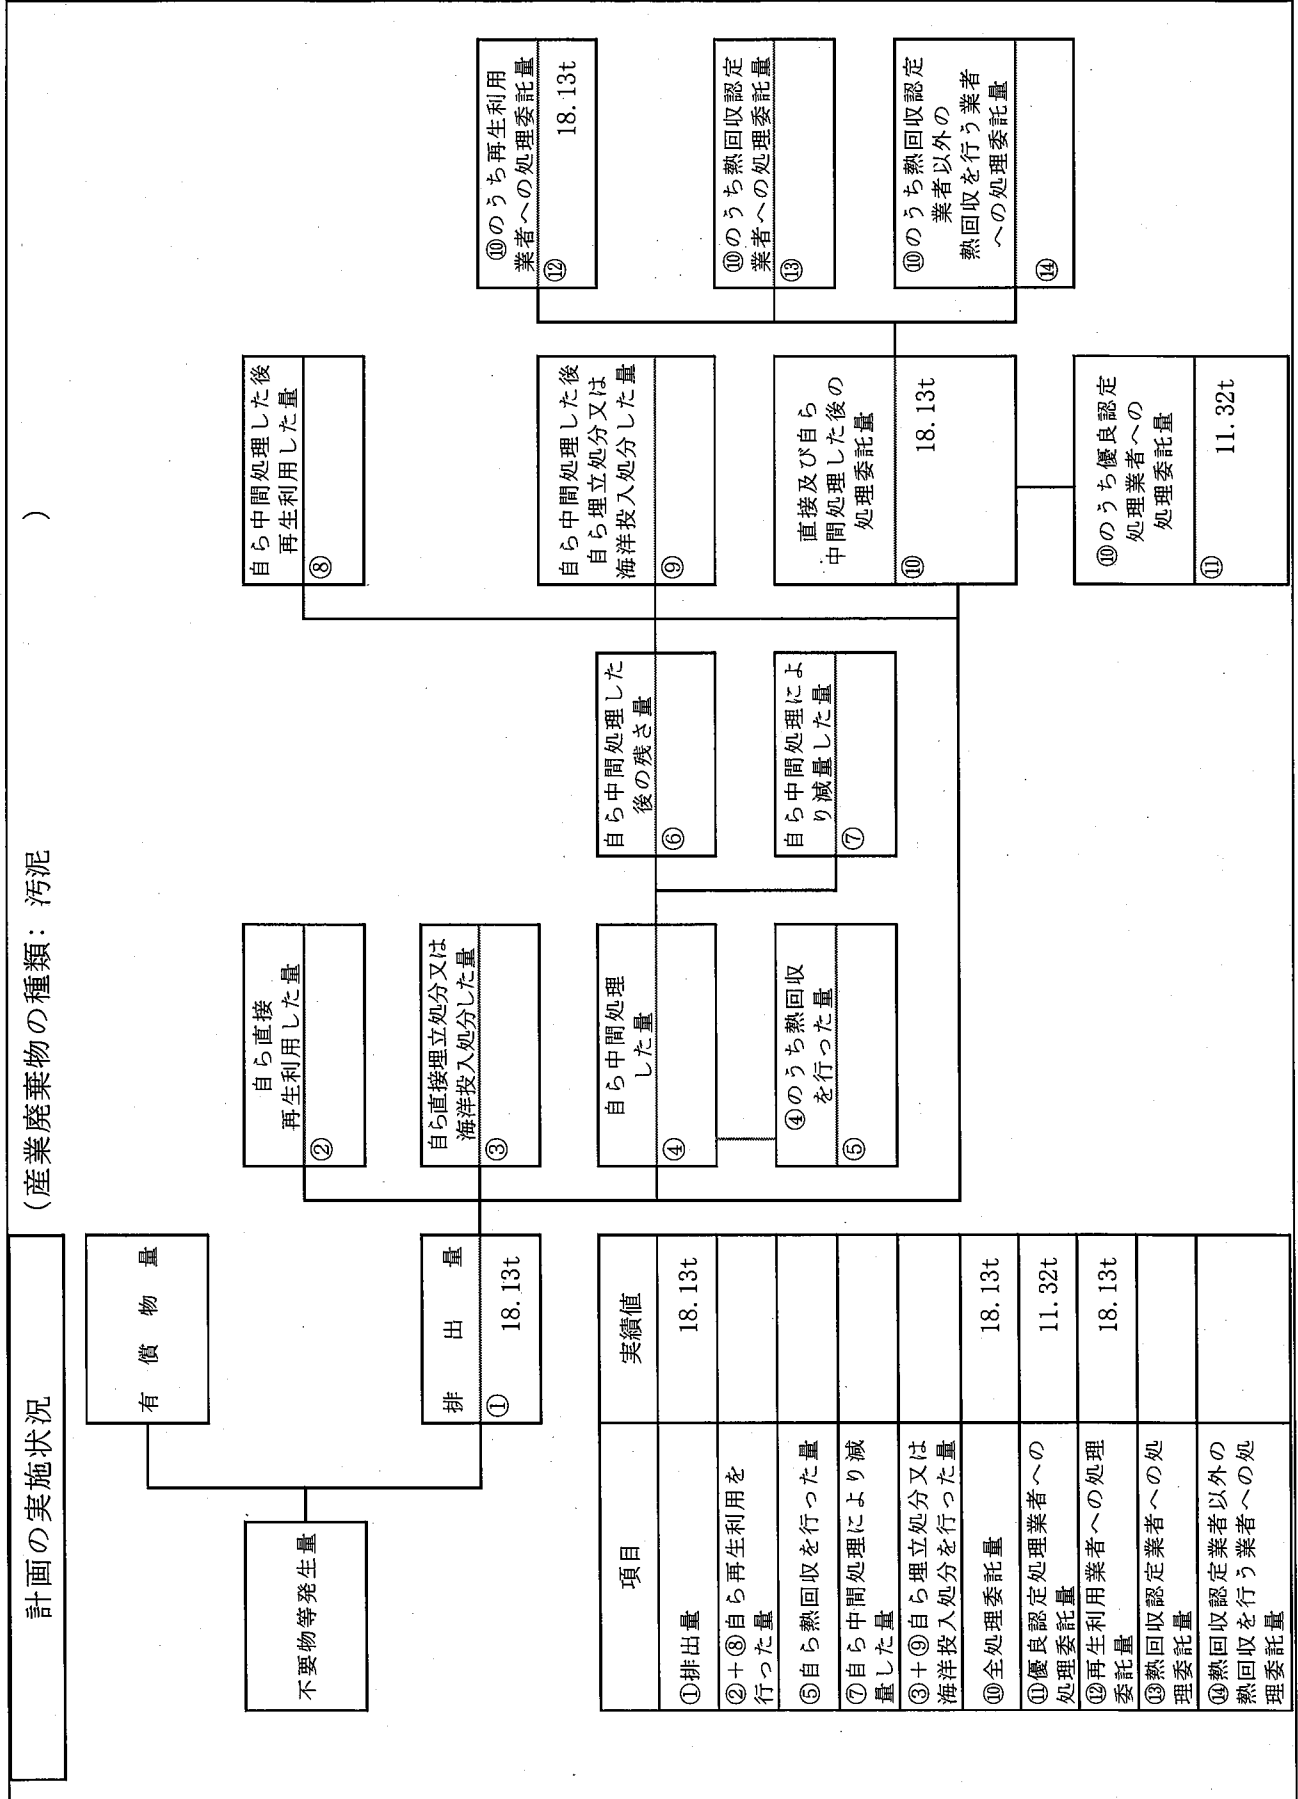 計画の実施状況
（産業廃棄物の種類： 汚泥 ）
不要物等発生量
有 償 物 量
排 出 量
① 18.13t
自ら直接
再生利用した量
②
自ら直接埋立処分又は
海洋投入処分した量
③
自ら中間処理
した量
④
④のうち熱回収
を行った量
⑤
自ら中間処理した
後の残さ量
⑥
自ら中間処理によ
り減量した量
⑦
自ら中間処理した後
再生利用した量
⑧
自ら中間処理した後
自ら埋立処分又は
海洋投入処分した量
⑨
直接及び自ら
中間処理した後の
処理委託量
⑩ 18.13t
⑩のうち優良認定
処理業者への
処理委託量
⑪ 11.32t
⑩のうち再生利用
業者への処理委託量
⑫ 18.13t
⑩のうち熱回収認定
業者への処理委託量
⑬
⑩のうち熱回収認定
業者以外の
熱回収を行う業者
への処理委託量
⑭
項目 実績値
①排出量 18.13t
②＋⑧自ら再生利用を
行った量
⑤自ら熱回収を行った量
⑦自ら中間処理により減
量した量
③＋⑨自ら埋立処分又は
海洋投入処分を行った量
⑩全処理委託量 18.13t
⑪優良認定処理業者への
処理委託量 11.32t
⑫再生利用業者への処理
委託量 18.13t
⑬熱回収認定業者への処
理委託量
⑭熱回収認定業者以外の
熱回収を行う業者への処
理委託量